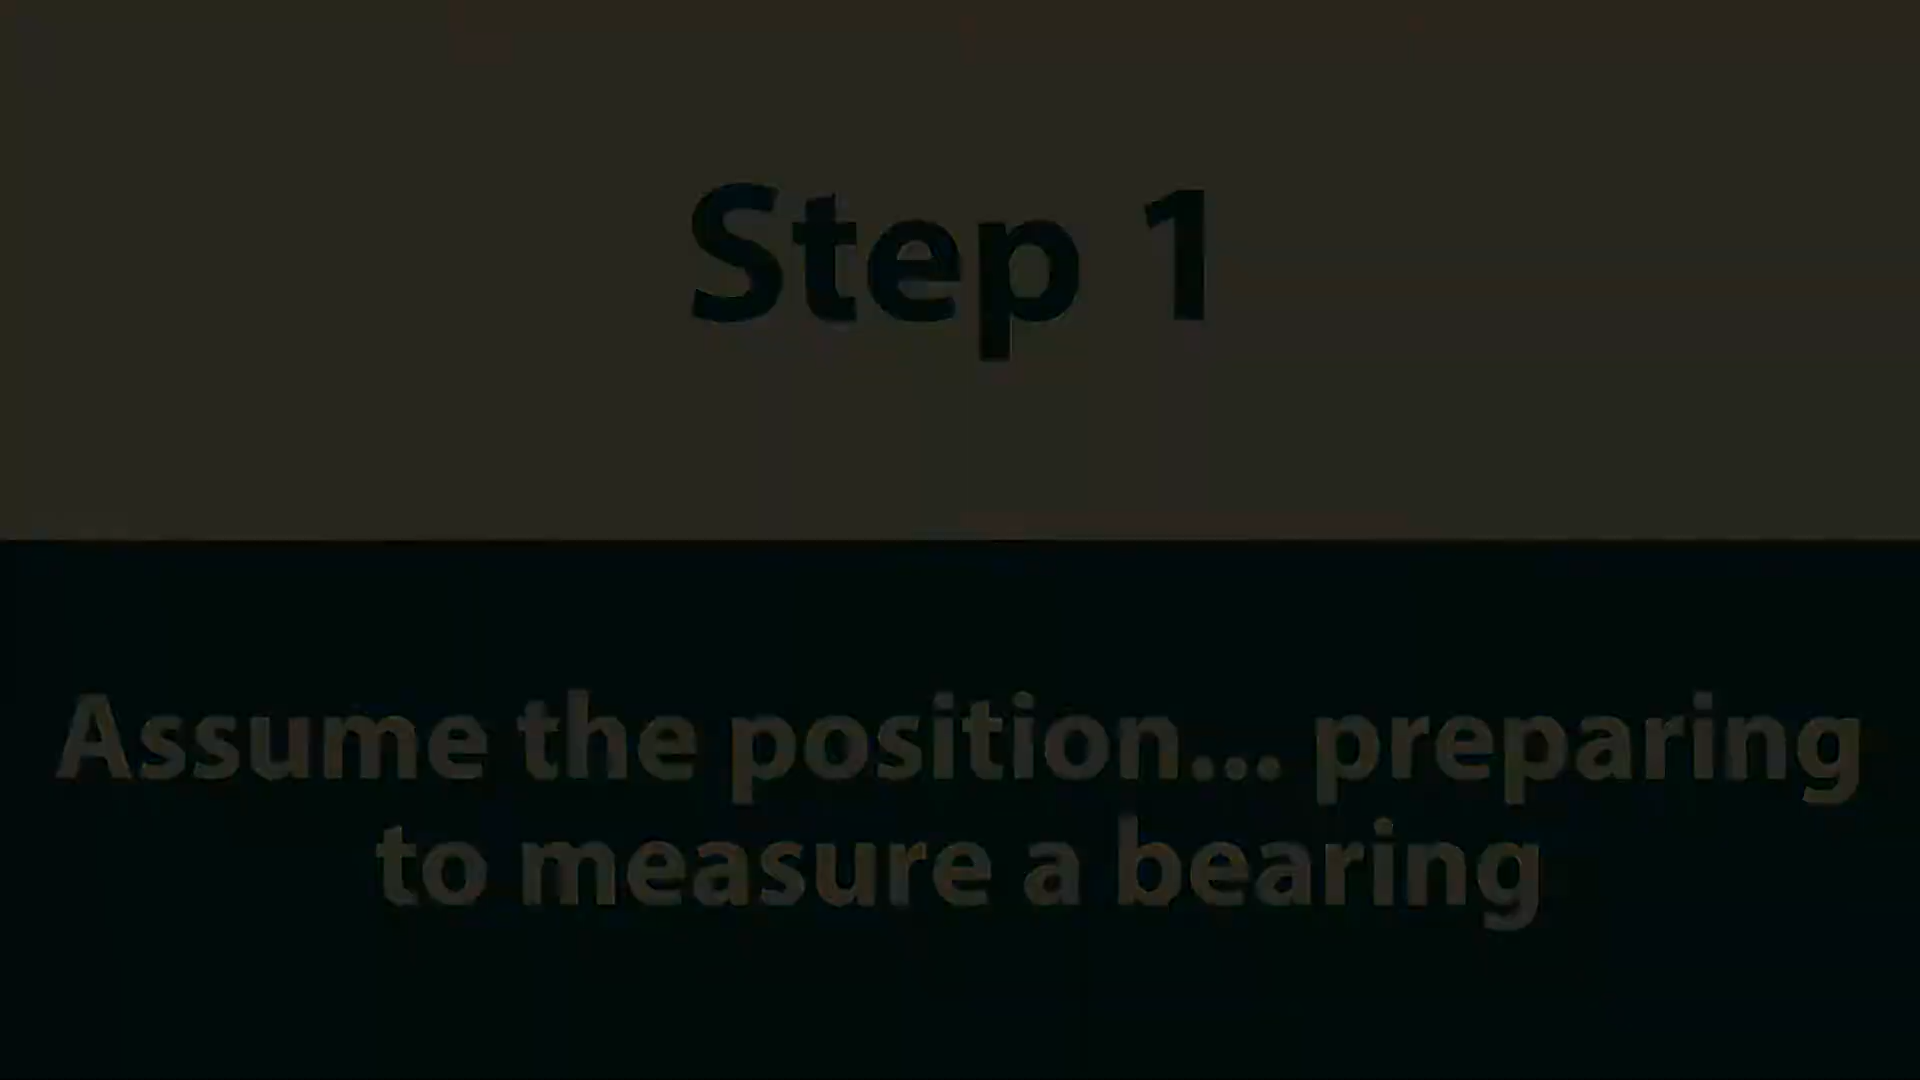 Step 1
Assume the position... preparing
to measure a bearing